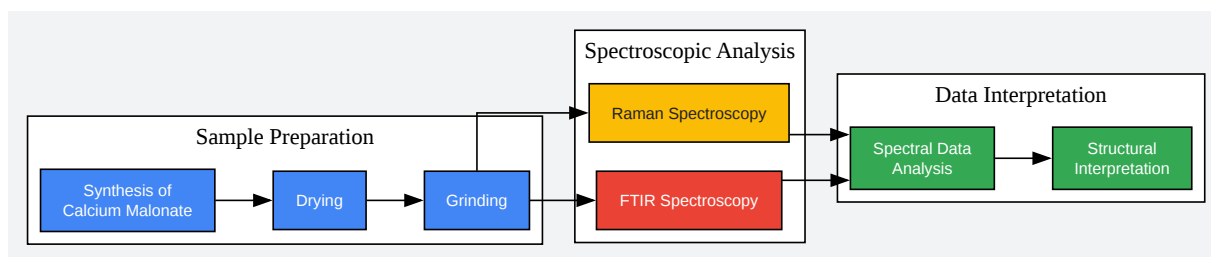 Sample Preparation
Synthesis of
Calcium Malonate
Drying
Grinding
Spectroscopic Analysis
Raman Spectroscopy
FTIR Spectroscopy
Data Interpretation
Spectral Data
Analysis
Structural
Interpretation